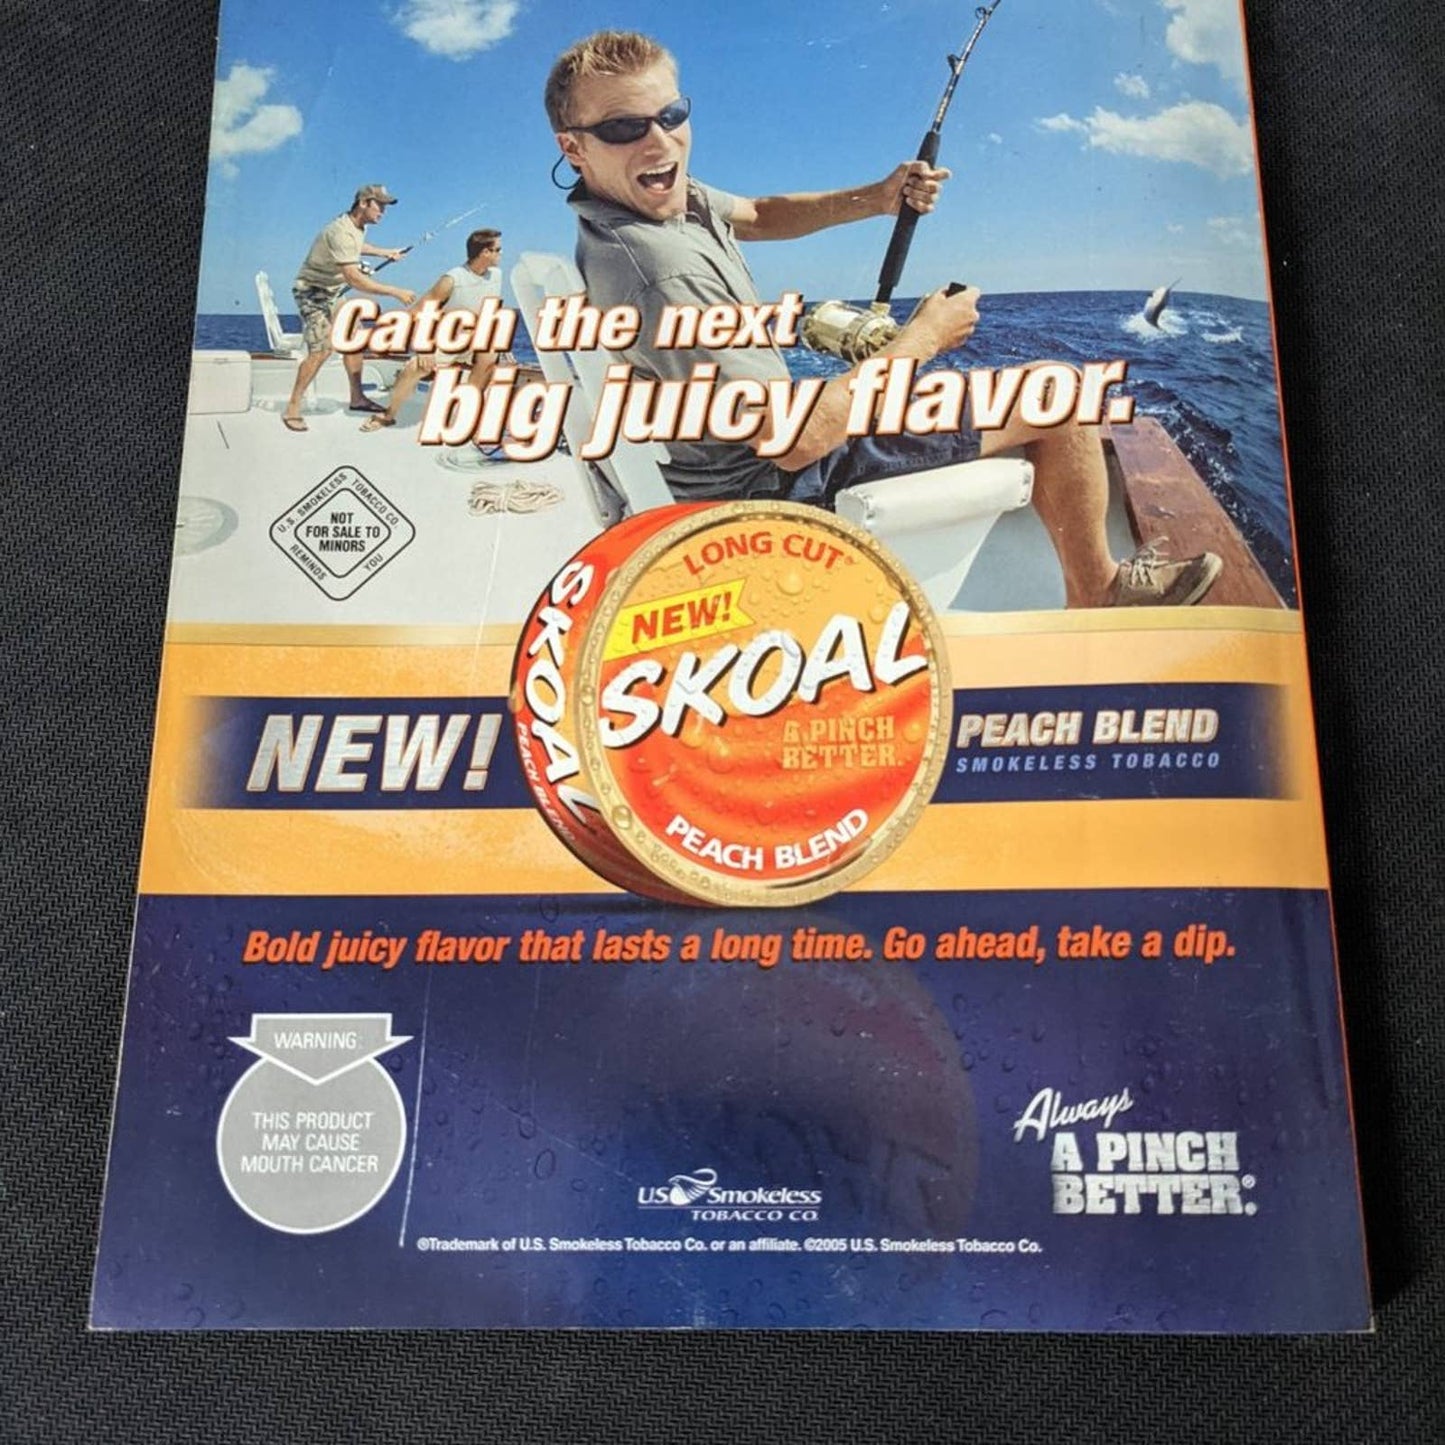 Catch the next
big juicy flavor.
U.S. SMOKELESS TOBACCO CO.
NOT
FOR SALE TO
MINORS
REMINDS YOU
LONG CUT®
NEW!
SKOAL
A PINCH
BETTER.
PEACH BLEND
SKOAL
PEACH BLEND
NEW!
PEACH BLEND
SMOKELESS TOBACCO
Bold juicy flavor that lasts a long time. Go ahead, take a dip.
WARNING:
THIS PRODUCT
MAY CAUSE
MOUTH CANCER
Always
A PINCH
BETTER.®
US Smokeless
TOBACCO CO.
®Trademark of U.S. Smokeless Tobacco Co. or an affiliate. ©2005 U.S. Smokeless Tobacco Co.